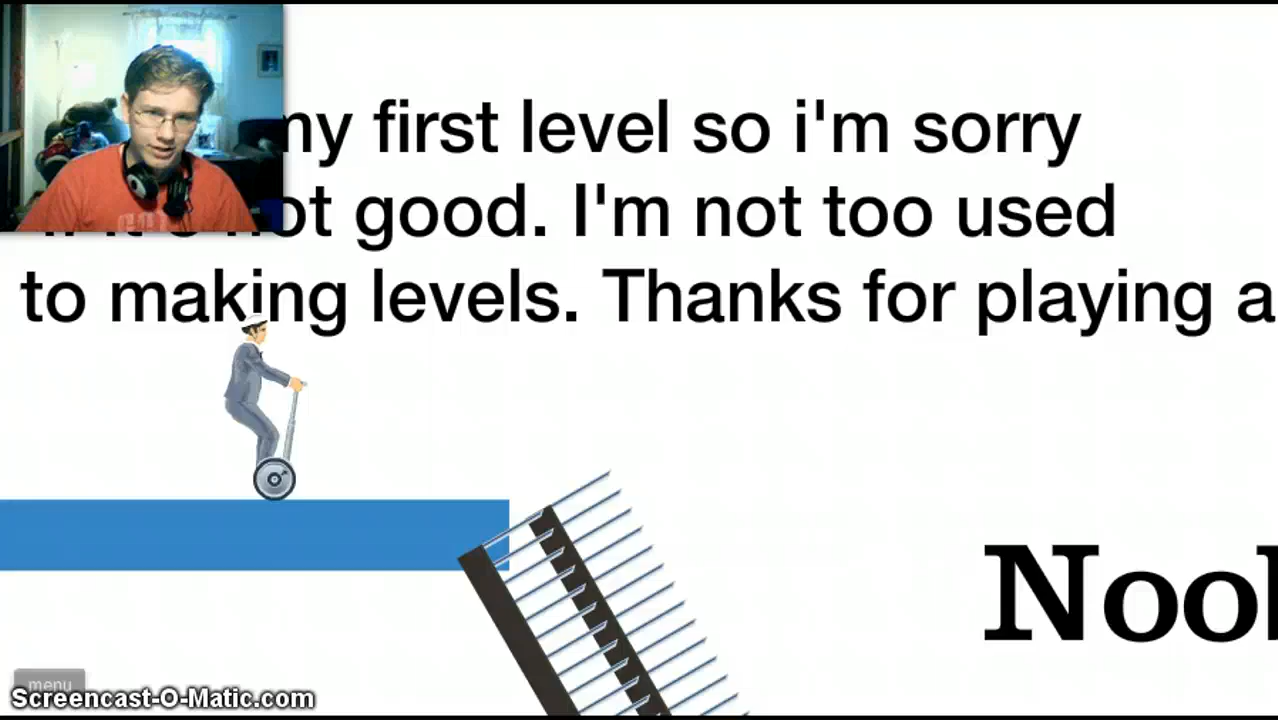 my first level so i'm sorry
not good. I'm not too used
to making levels. Thanks for playing a
Noo
menu
Screencast-O-Matic.com